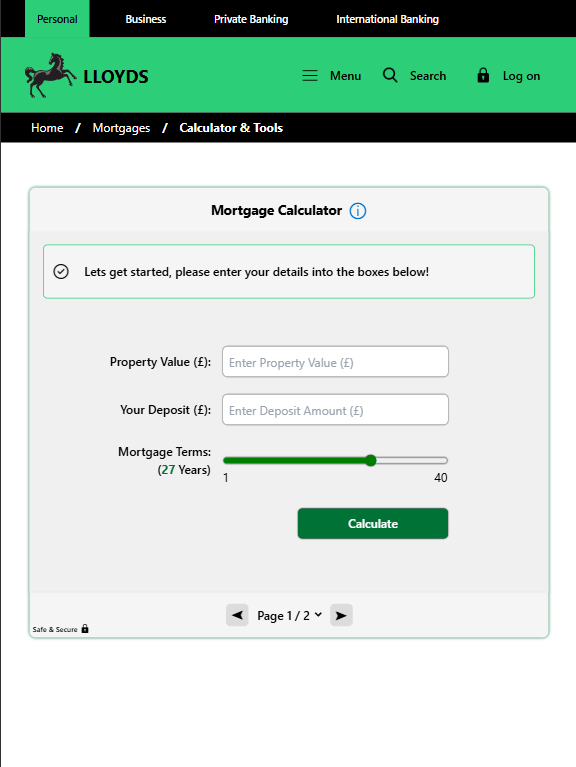 Personal Business Private Banking International Banking
LLOYDS Menu Search Log on
Home / Mortgages / Calculator & Tools
Mortgage Calculator
Lets get started, please enter your details into the boxes below!
Property Value (£): Enter Property Value (£)
Your Deposit (£): Enter Deposit Amount (£)
Mortgage Terms:
(27 Years)
1 40
Calculate
Page 1 / 2
Safe & Secure